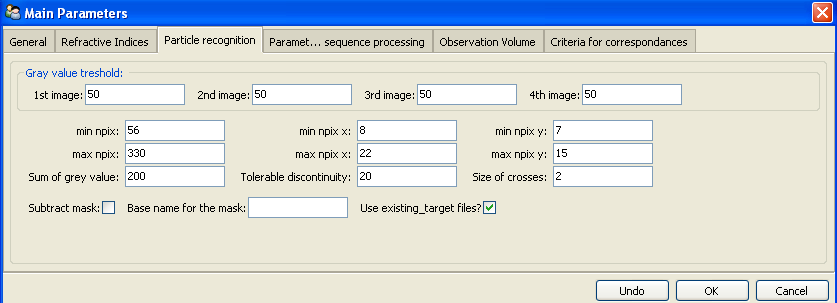 Main Parameters
General Refractive Indices Particle recognition Paramet... sequence processing Observation Volume Criteria for correspondances
Gray value treshold:
1st image: 50 2nd image: 50 3rd image: 50 4th image: 50
min npix: 56 min npix x: 8 min npix y: 7
max npix: 330 max npix x: 22 max npix y: 15
Sum of grey value: 200 Tolerable discontinuity: 20 Size of crosses: 2
Subtract mask: Base name for the mask: Use existing_target files?
Undo OK Cancel